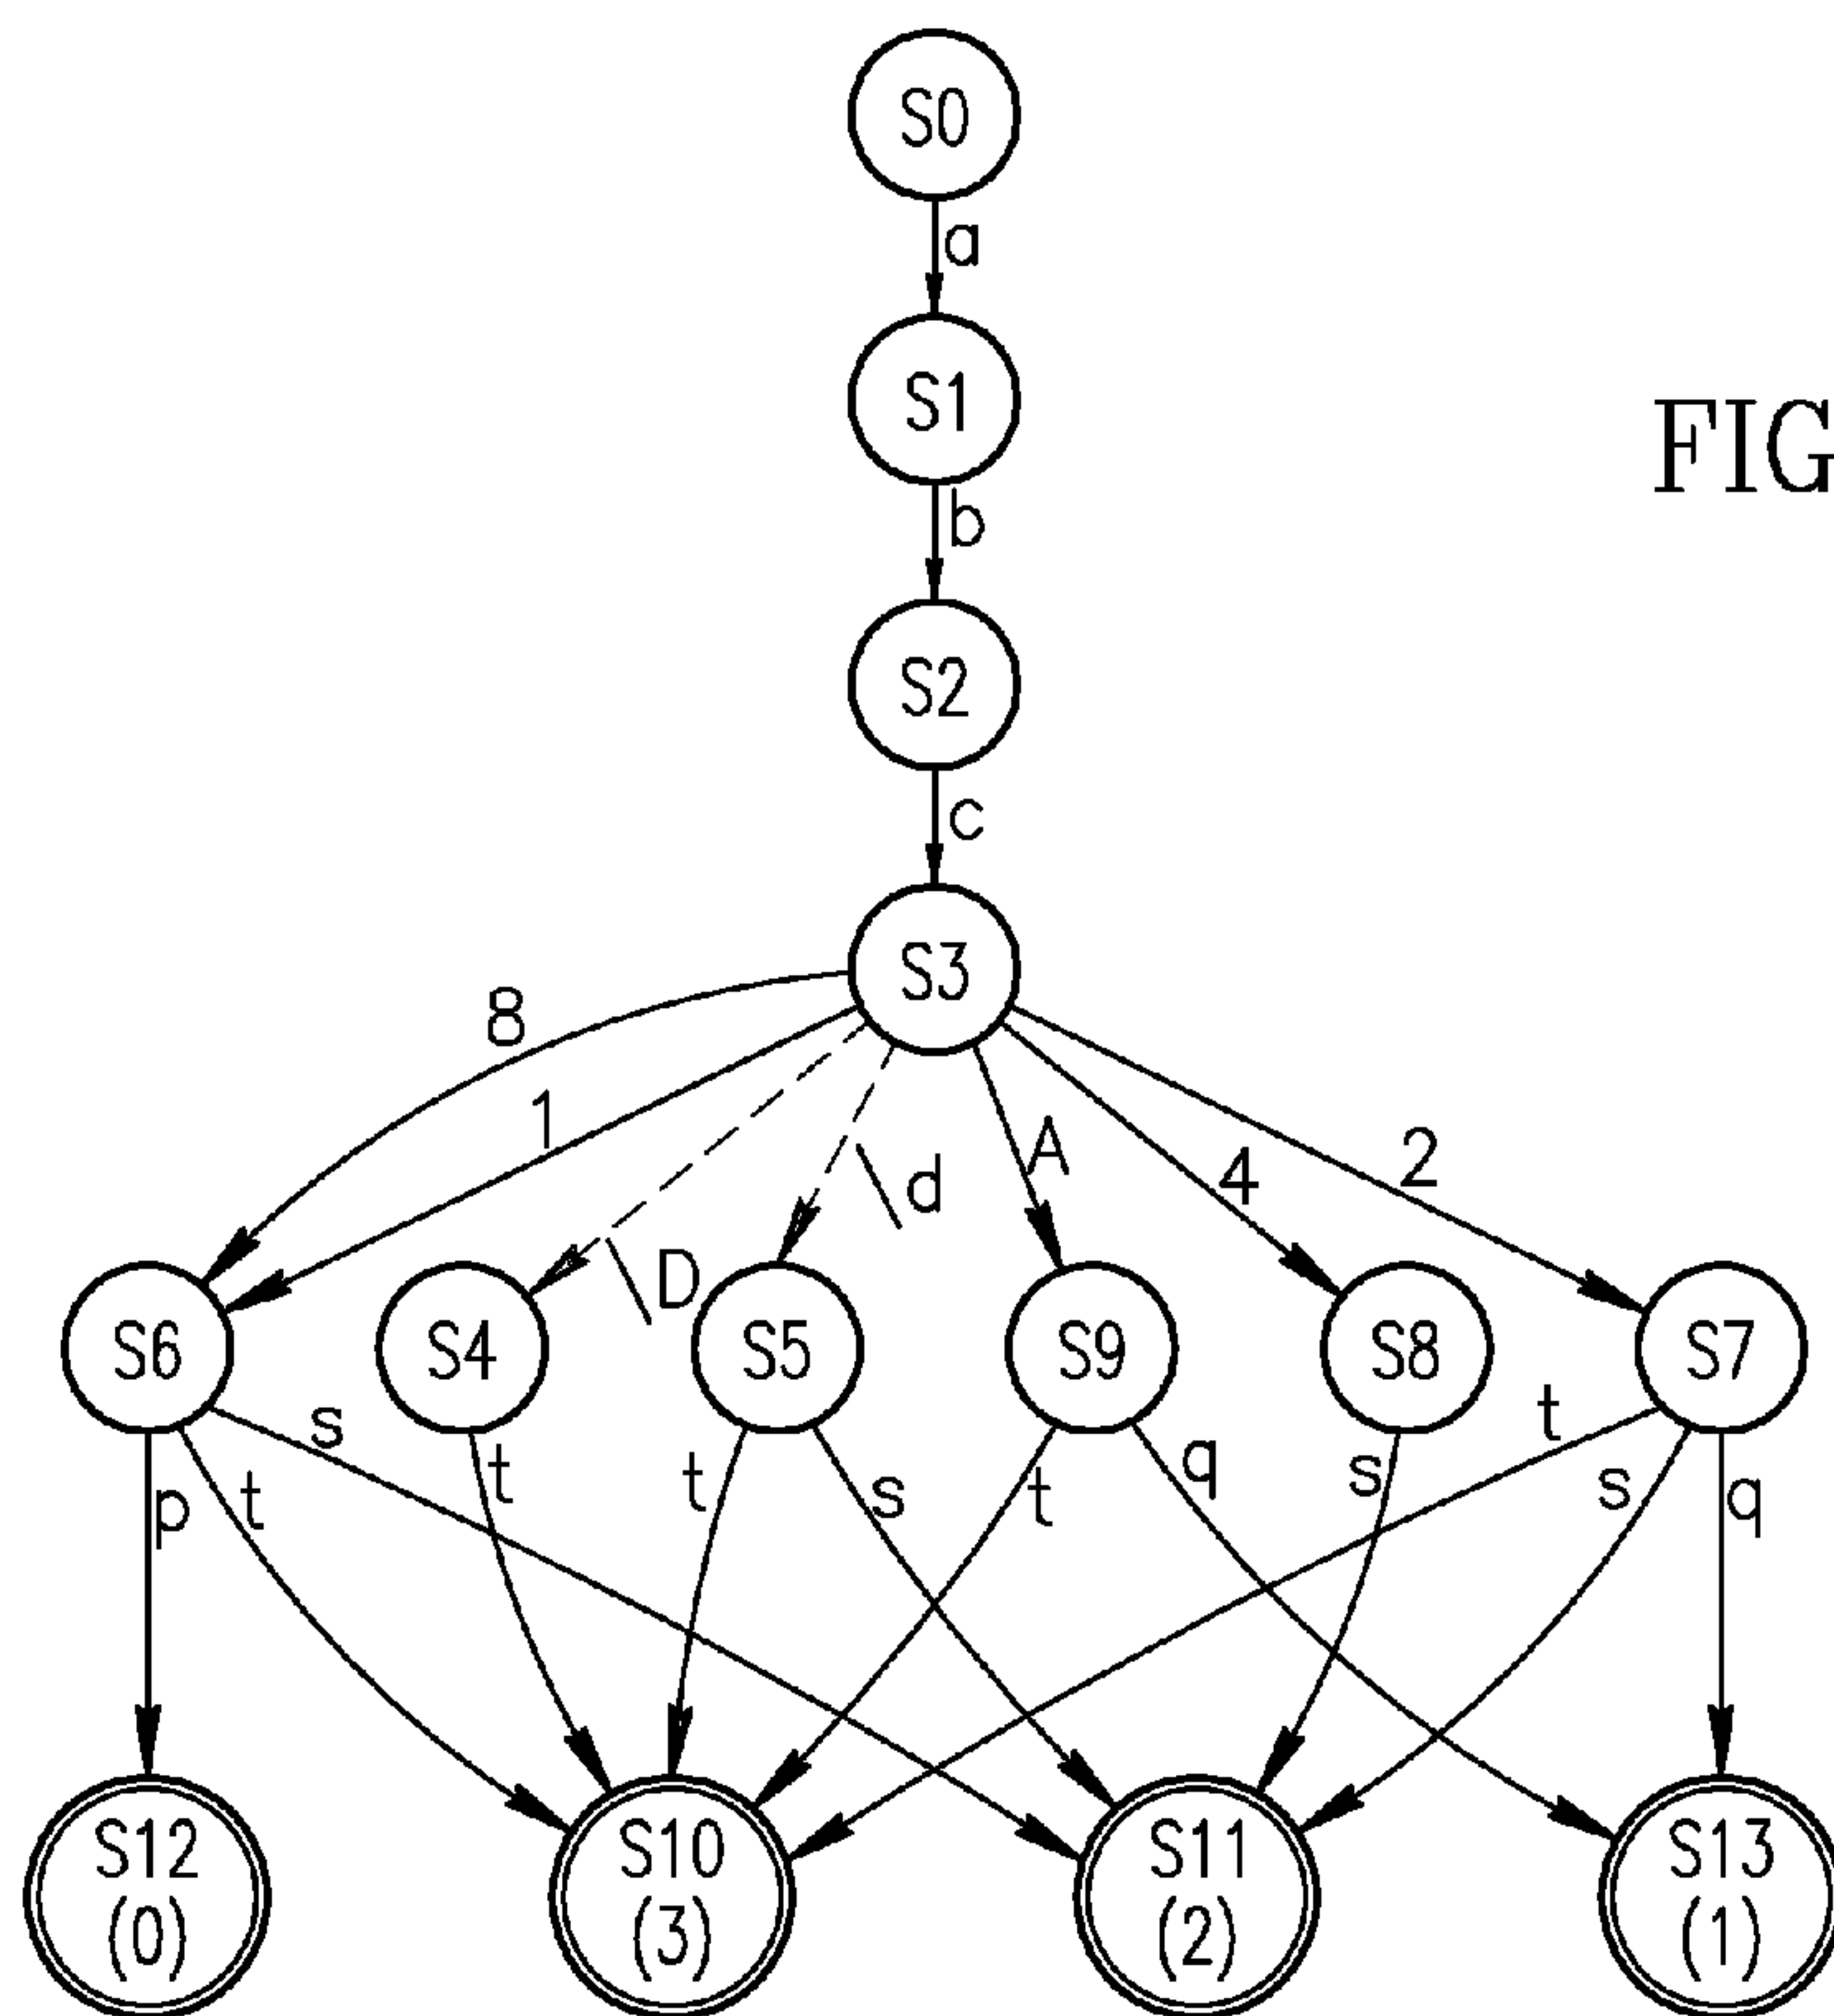 S0
a
S1
FIG
b
S2
c
S3
8
1
A
4
2
\d
\D
S6
S4
S5
S9
S8
S7
s
t
p
t
t
t
s
t
q
s
s
q
S12
(0)
S10
(3)
S11
(2)
S13
(1)